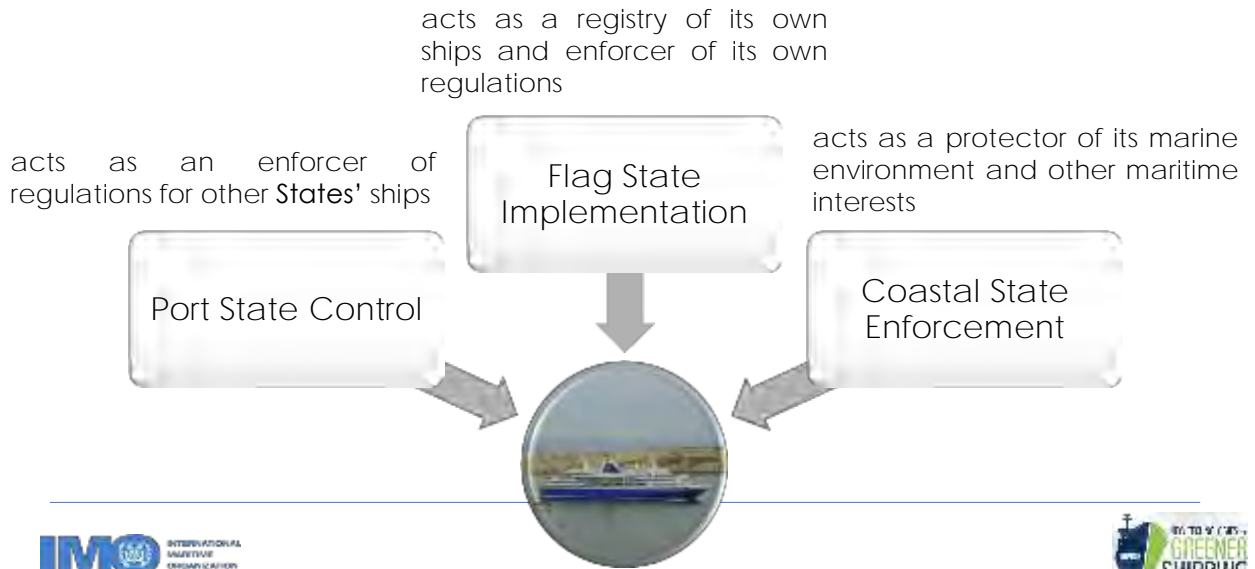 acts as a registry of its own
ships and enforcer of its own
regulations
acts as an enforcer of
regulations for other States' ships
Flag State
Implementation
acts as a protector of its marine
environment and other maritime
interests
Port State Control
Coastal State
Enforcement
IMO
INTERNATIONAL
MARITIME
ORGANIZATION
GREENER
SHIPPING